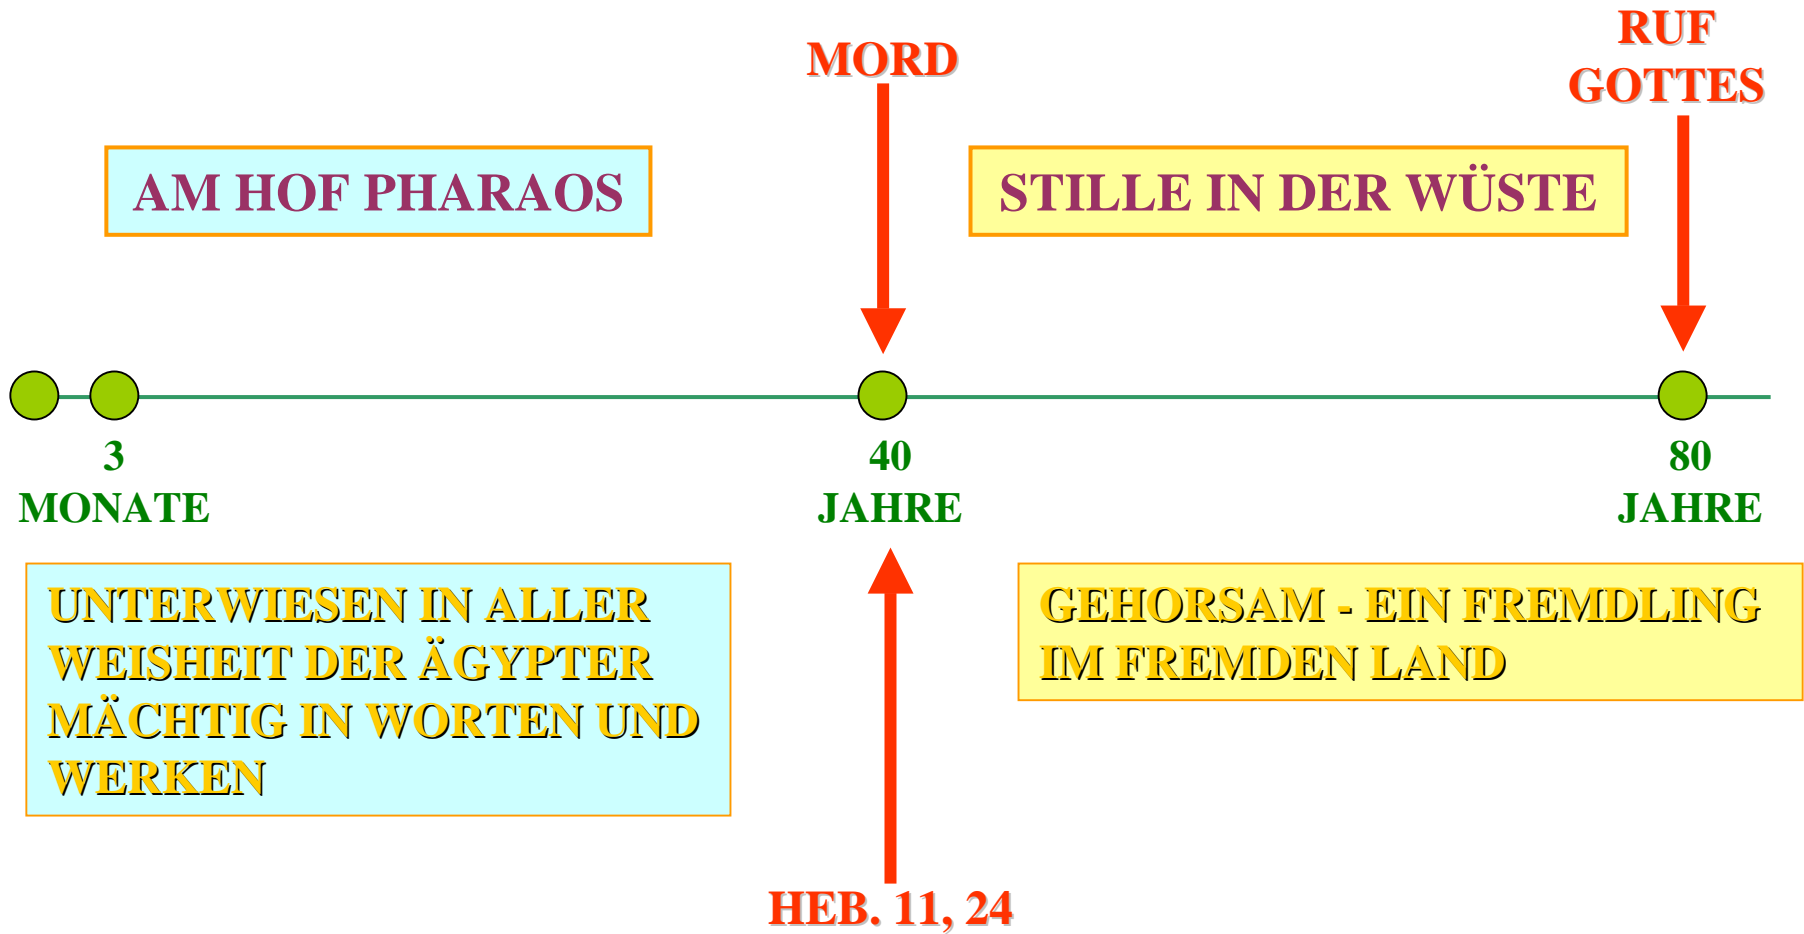 RUF
GOTTES
MORD
AM HOF PHARAOS
STILLE IN DER WÜSTE
3
MONATE
40
JAHRE
80
JAHRE
UNTERWIESEN IN ALLER
WEISHEIT DER ÄGYPTER
MÄCHTIG IN WORTEN UND
WERKEN
GEHORSAM - EIN FREMDLING
IM FREMDEN LAND
HEB. 11, 24